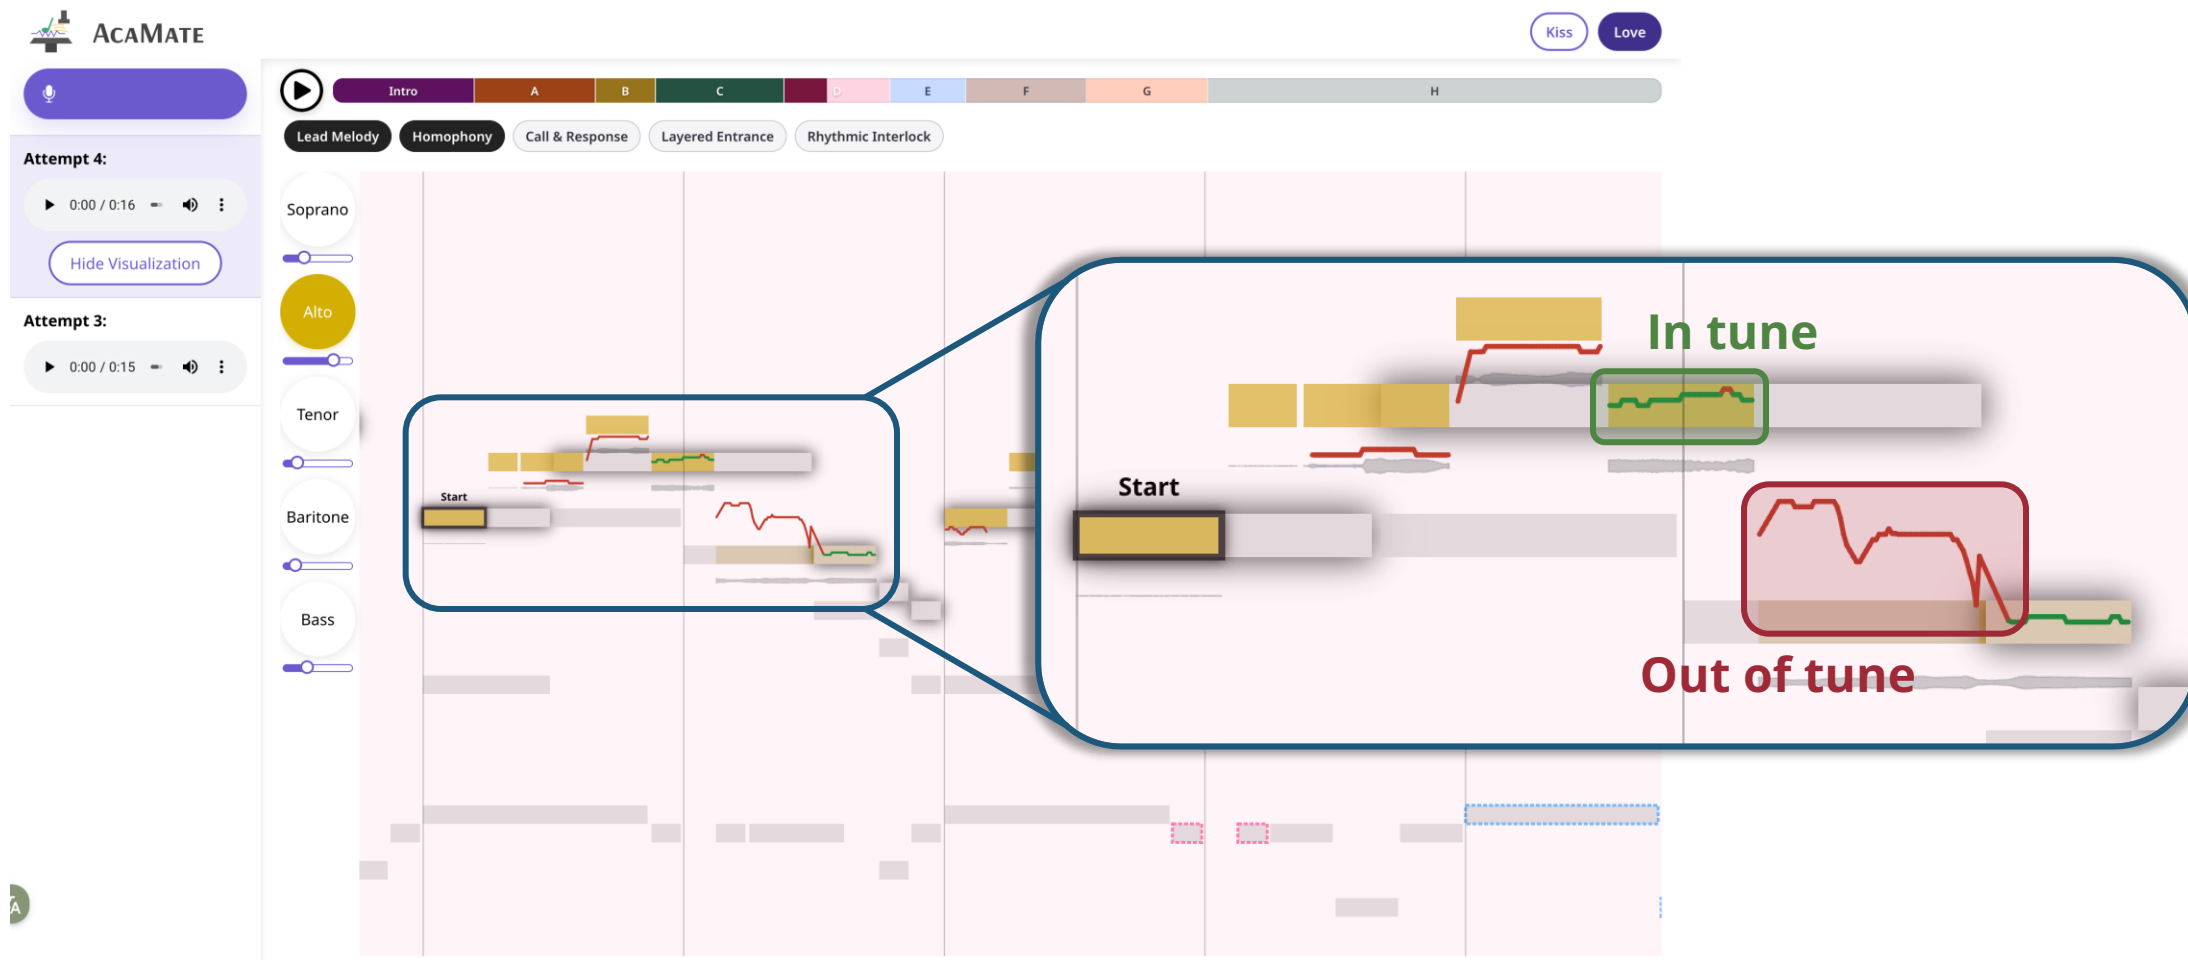 ACAMATE
Kiss
Love
Intro
A
B
C
D
E
F
G
H
Lead Melody
Homophony
Call & Response
Layered Entrance
Rhythmic Interlock
Attempt 4:
0:00 / 0:16
Hide Visualization
Attempt 3:
0:00 / 0:15
Soprano
Alto
Tenor
Baritone
Bass
Start
In tune
Start
Out of tune
A